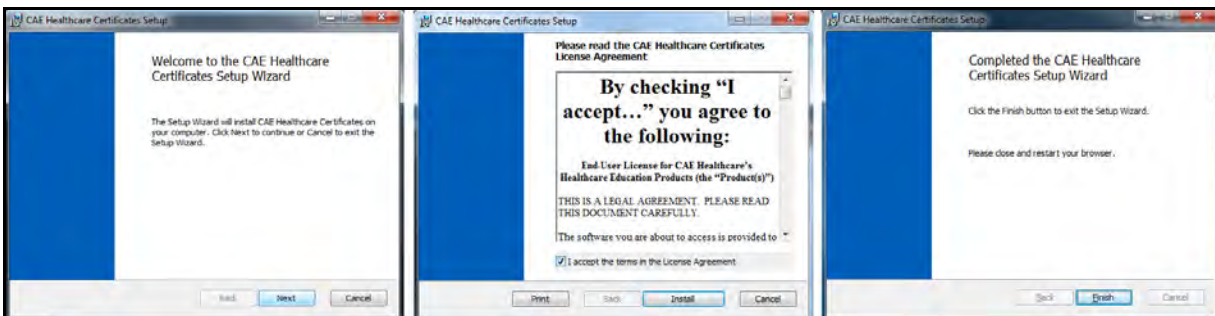 CAE Healthcare Certificates Setup
Welcome to the CAE Healthcare
Certificates Setup Wizard
The Setup Wizard will install CAE Healthcare Certificates on
your computer. Click Next to continue or Cancel to exit the
Setup Wizard.
Back
Next
Cancel
CAE Healthcare Certificates Setup
Please read the CAE Healthcare Certificates
License Agreement
By checking “I
accept…” you agree to
the following:
End-User License for CAE Healthcare’s
Healthcare Education Products (the “Product(s)”)
THIS IS A LEGAL AGREEMENT. PLEASE READ
THIS DOCUMENT CAREFULLY.
The software you are about to access is provided to
I accept the terms in the License Agreement
Print
Back
Install
Cancel
CAE Healthcare Certificates Setup
Completed the CAE Healthcare
Certificates Setup Wizard
Click the Finish button to exit the Setup Wizard.
Please close and restart your browser.
Back
Finish
Cancel